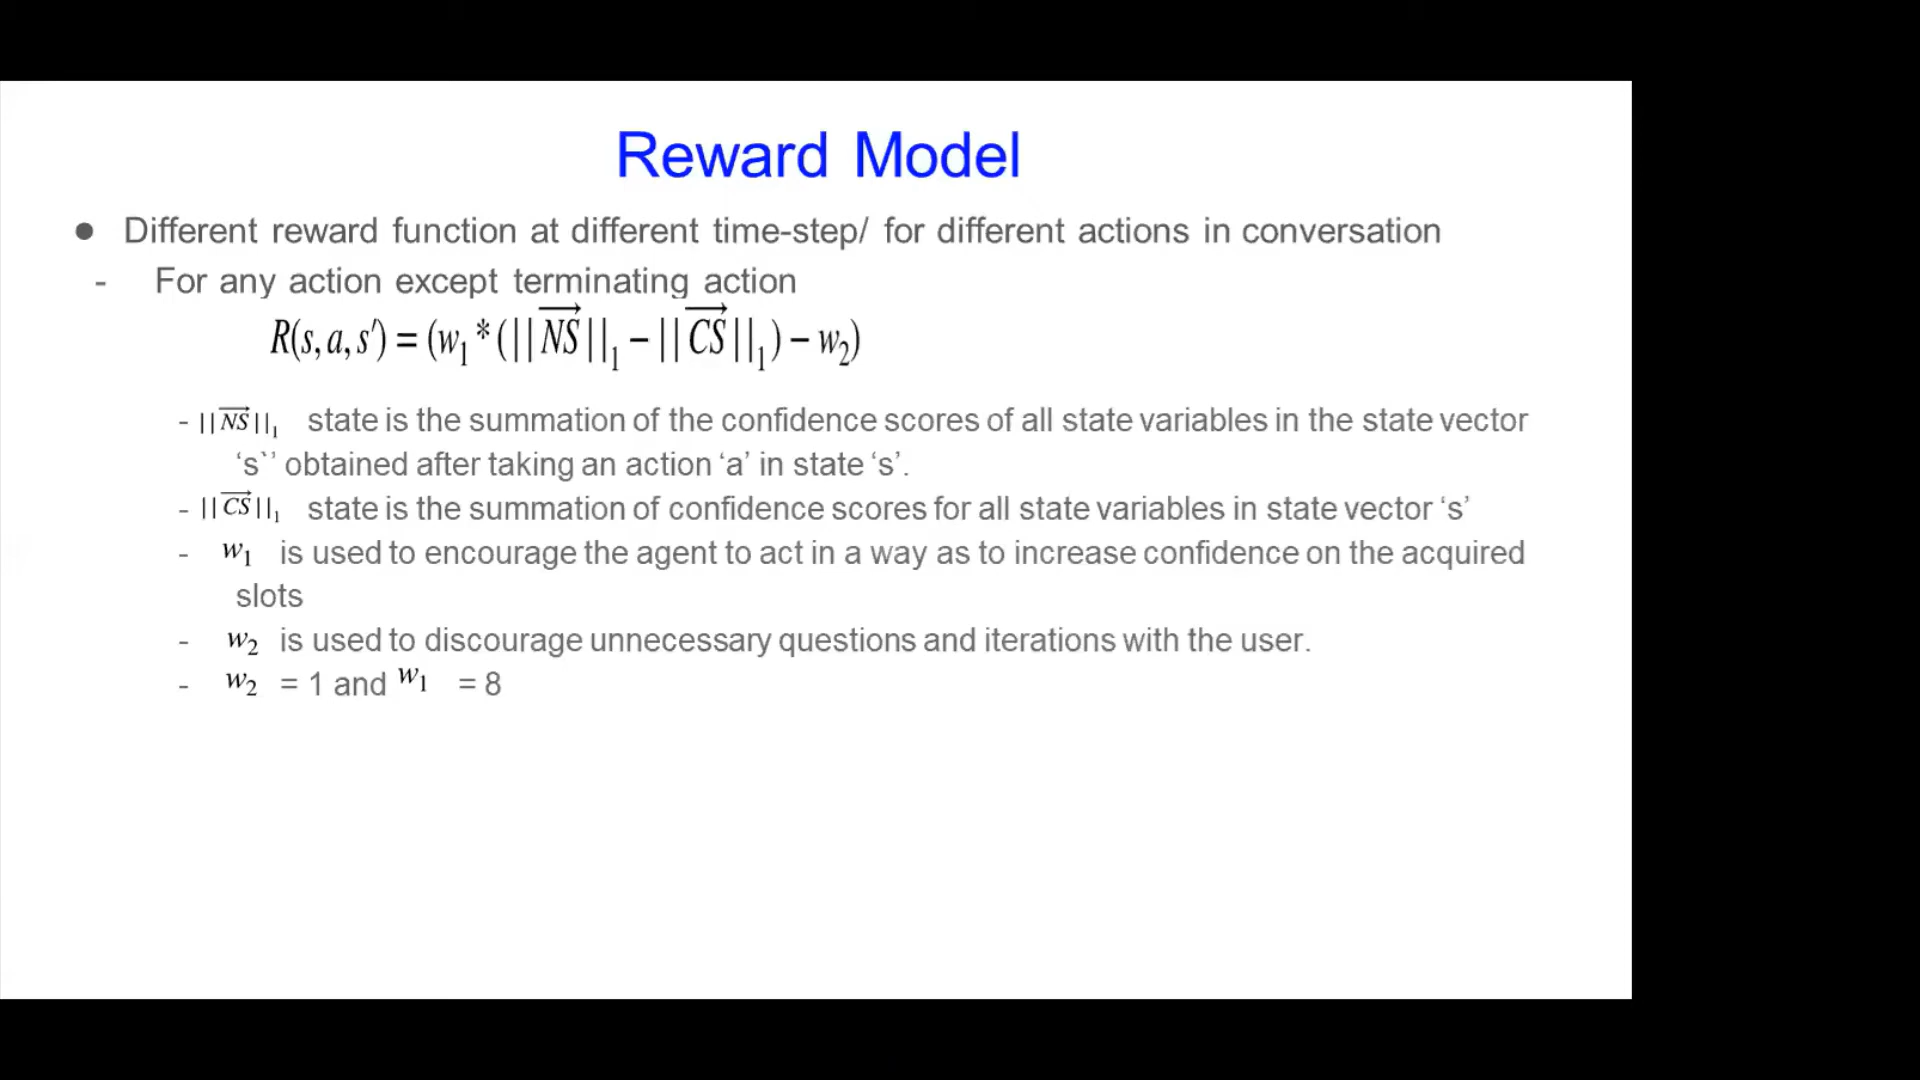 Reward Model
● Different reward function at different time-step/ for different actions in conversation
- For any action except terminating action
R(s, a, s′) = (w₁ * (||N⃗S⃗||₁ − ||C⃗S⃗||₁) − w₂)
- ||N⃗S⃗||₁ state is the summation of the confidence scores of all state variables in the state vector
‘s`’ obtained after taking an action ‘a’ in state ‘s’.
- ||C⃗S⃗||₁ state is the summation of confidence scores for all state variables in state vector ‘s’
- w₁ is used to encourage the agent to act in a way as to increase confidence on the acquired
slots
- w₂ is used to discourage unnecessary questions and iterations with the user.
- w₂ = 1 and w₁ = 8